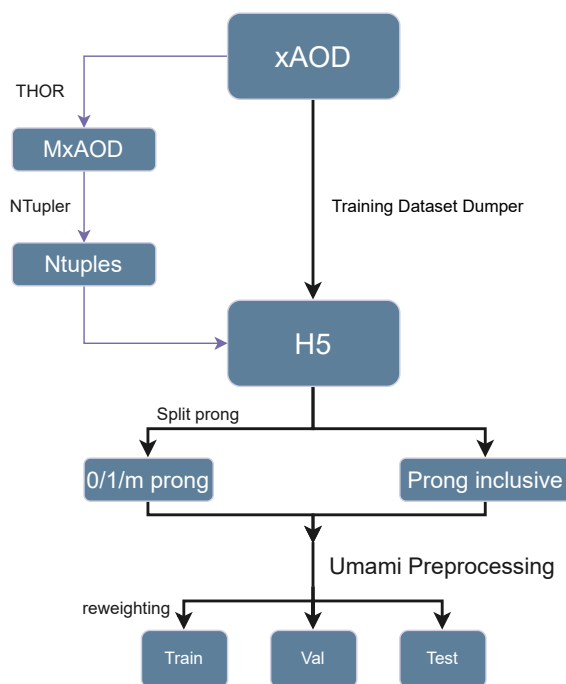 xAOD
THOR
MxAOD
NTupler
Training Dataset Dumper
Ntuples
H5
Split prong
0/1/m prong
Prong inclusive
Umami Preprocessing
reweighting
Train
Val
Test